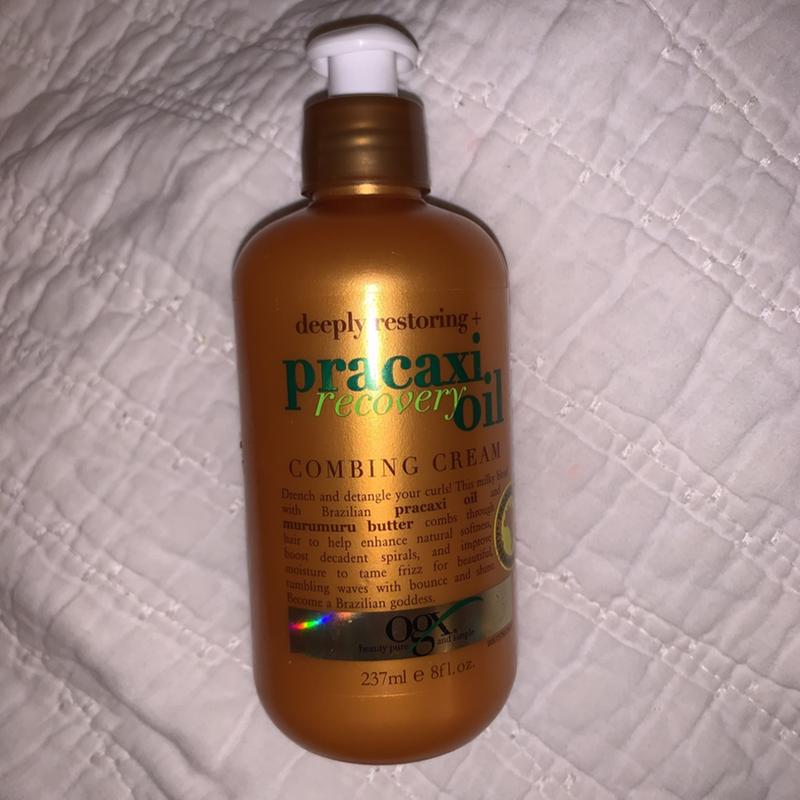 deeply restoring +
pracaxi
recovery
oil
COMBING CREAM
Drench and detangle your curls! This milky blend
with Brazilian pracaxi oil and
murumuru butter combs through
hair to help enhance natural softness,
boost decadent spirals, and improve
moisture to tame frizz for beautiful,
tumbling waves with bounce and shine.
Become a Brazilian goddess.
ogx®
beauty pure and simple
237ml e 8fl.oz.